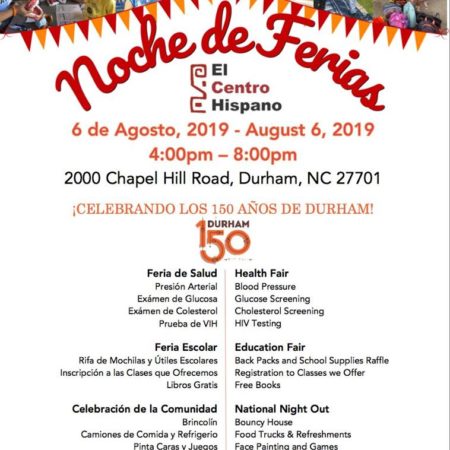 Noche de Ferias
El
Centro
Hispano
6 de Agosto, 2019 - August 6, 2019
4:00pm – 8:00pm
2000 Chapel Hill Road, Durham, NC 27701
¡CELEBRANDO LOS 150 AÑOS DE DURHAM!
DURHAM
150
Feria de Salud
Presión Arterial
Exámen de Glucosa
Exámen de Colesterol
Prueba de VIH
Health Fair
Blood Pressure
Glucose Screening
Cholesterol Screening
HIV Testing
Feria Escolar
Rifa de Mochilas y Útiles Escolares
Inscripción a las Clases que Ofrecemos
Libros Gratis
Education Fair
Back Packs and School Supplies Raffle
Registration to Classes we Offer
Free Books
Celebración de la Comunidad
Brincolín
Camiones de Comida y Refrigerio
Pinta Caras y Juegos
National Night Out
Bouncy House
Food Trucks & Refreshments
Face Painting and Games